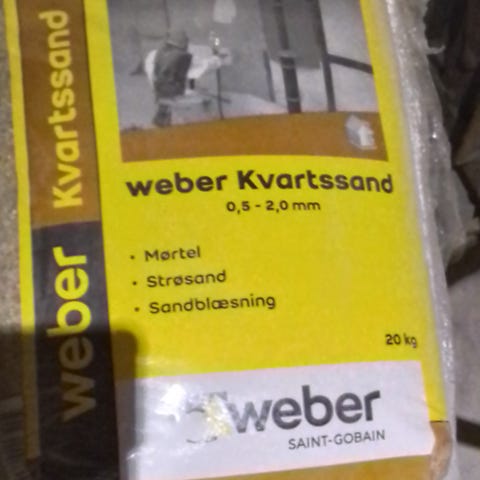 weber Kvartssand
weber Kvartssand
0,5 - 2,0 mm
• Mørtel
• Strøsand
• Sandblæsning
20 kg
weber
SAINT-GOBAIN